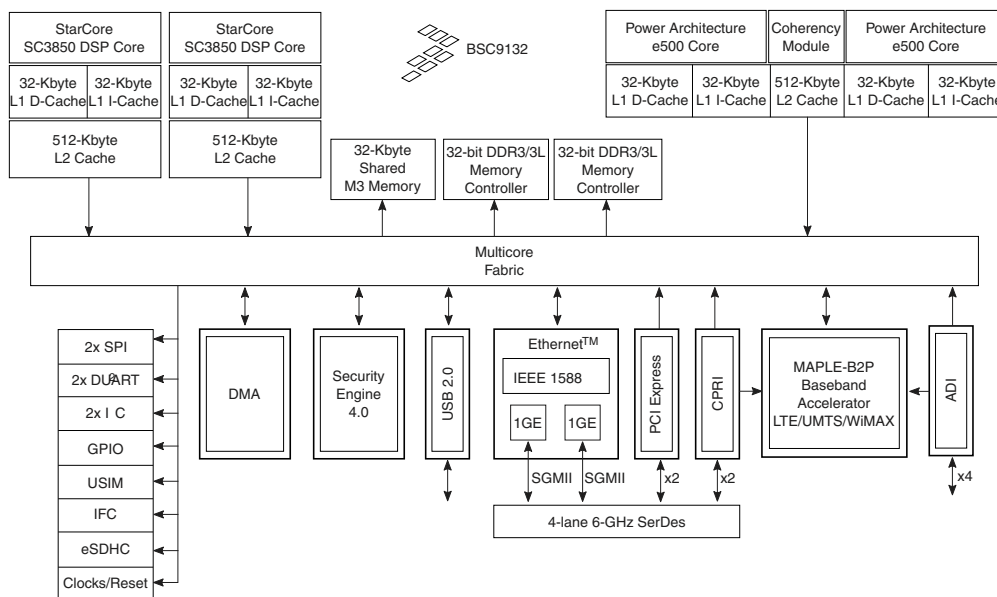 StarCore
SC3850 DSP Core
32-Kbyte
L1 D-Cache
32-Kbyte
L1 I-Cache
512-Kbyte
L2 Cache
StarCore
SC3850 DSP Core
32-Kbyte
L1 D-Cache
32-Kbyte
L1 I-Cache
512-Kbyte
L2 Cache
BSC9132
Power Architecture
e500 Core
Coherency
Module
Power Architecture
e500 Core
32-Kbyte
L1 D-Cache
32-Kbyte
L1 I-Cache
512-Kbyte
L2 Cache
32-Kbyte
L1 D-Cache
32-Kbyte
L1 I-Cache
32-Kbyte
Shared
M3 Memory
32-bit DDR3/3L
Memory
Controller
32-bit DDR3/3L
Memory
Controller
Multicore
Fabric
2x SPI
2x DUART
2x I2C
GPIO
USIM
IFC
eSDHC
Clocks/Reset
DMA
Security
Engine
4.0
USB 2.0
Ethernet™
IEEE 1588
1GE
1GE
SGMII
SGMII
PCI Express
x2
CPRI
x2
MAPLE-B2P
Baseband
Accelerator
LTE/UMTS/WiMAX
ADI
x4
4-lane 6-GHz SerDes